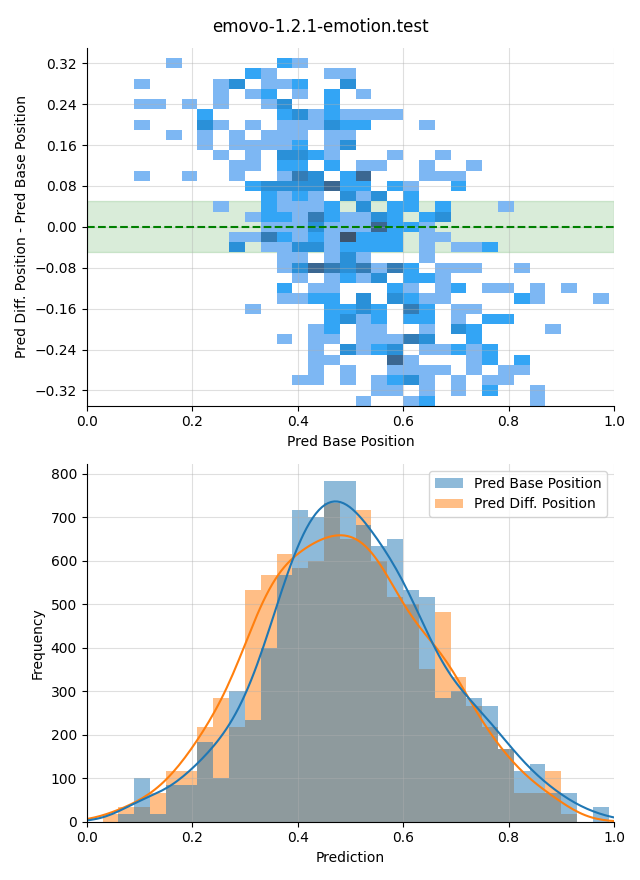 emovo-1.2.1-emotion.test
Pred Diff. Position - Pred Base Position
0.32
0.24
0.16
0.08
0.00
−0.08
−0.16
−0.24
−0.32
0.0 0.2 0.4 0.6 0.8 1.0
Pred Base Position
Frequency
800
700
600
500
400
300
200
100
0
Pred Base Position
Pred Diff. Position
0.0 0.2 0.4 0.6 0.8 1.0
Prediction